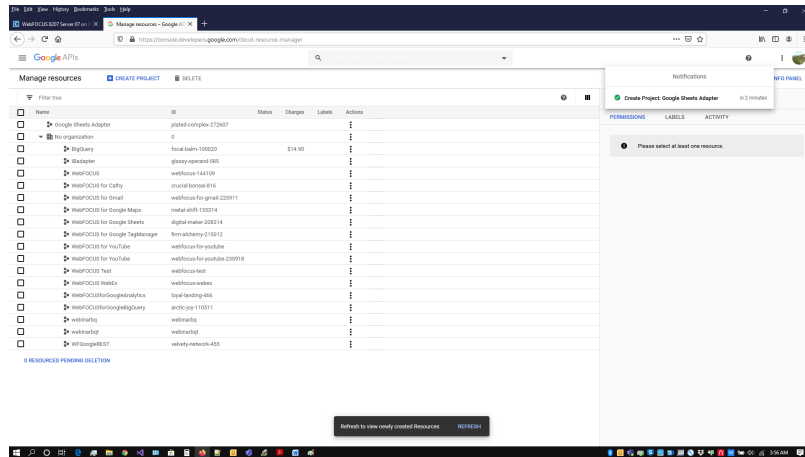 File Edit View History Bookmarks Tools Help
WebFOCUS 8207 Server 07 on
Manage resources – Google API
https://console.developers.google.com/cloud-resource-manager
Google APIs
Manage resources CREATE PROJECT DELETE
Notifications
NFO PANEL
Create Project: Google Sheets Adapter in 2 minutes
Filter tree
PERMISSIONS LABELS ACTIVITY
Please select at least one resource.
Name ID Status Charges Labels Actions
Google Sheets Adapter plated-complex-272607
No organization 0
BigQuery focal-balm-100020 $14.90
iBadapter glassy-operand-585
WebFOCUS webfocus-144109
WebFOCUS for Cathy crucial-bonsai-816
WebFOCUS for Gmail webfocus-for-gmail-225911
WebFOCUS for Google Maps metal-shift-133314
WebFOCUS for Google Sheets digital-maker-208314
WebFOCUS for Google TagManager firm-alchemy-215012
WebFOCUS for YouTube webfocus-for-youtube
WebFOCUS for YouTube webfocus-for-youtube-235918
WebFOCUS Test webfocus-test
WebFOCUS WebEx webfocus-webex
WebFOCUSforGoogleAnalytics loyal-landing-466
WebFOCUSforGoogleBigQuery arctic-joy-110511
webinarbq webinarbq
webinarbqt webinarbqt
WFGoogleREST velvety-network-455
0 RESOURCES PENDING DELETION
Refresh to view newly created Resources REFRESH
3:56 AM